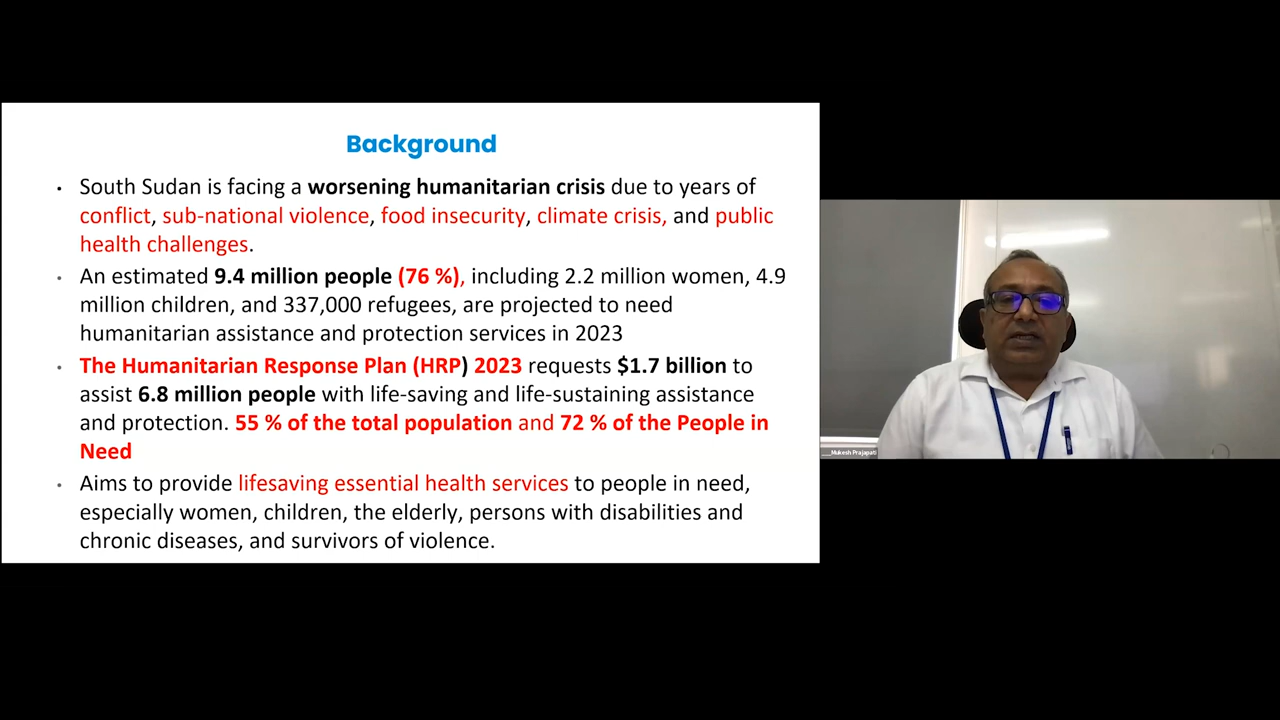 Background
• South Sudan is facing a worsening humanitarian crisis due to years of
conflict, sub-national violence, food insecurity, climate crisis, and public
health challenges.
• An estimated 9.4 million people (76 %), including 2.2 million women, 4.9
million children, and 337,000 refugees, are projected to need
humanitarian assistance and protection services in 2023
• The Humanitarian Response Plan (HRP) 2023 requests $1.7 billion to
assist 6.8 million people with life-saving and life-sustaining assistance
and protection. 55 % of the total population and 72 % of the People in
Need
• Aims to provide lifesaving essential health services to people in need,
especially women, children, the elderly, persons with disabilities and
chronic diseases, and survivors of violence.
___Mukesh Prajapati